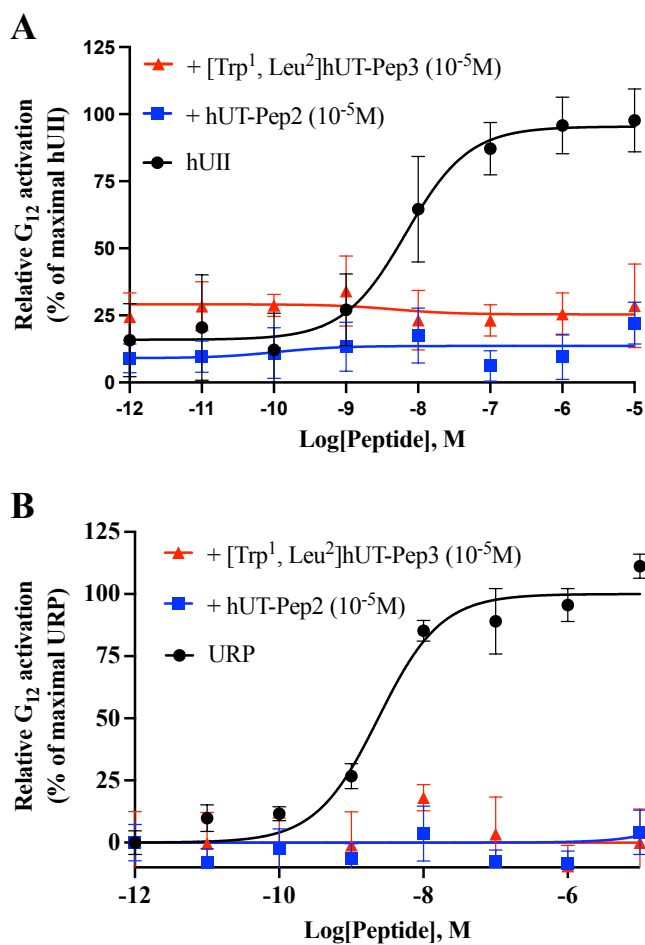 A
125
100
75
50
25
0
Relative G₁₂ activation
(% of maximal hUII)
+ [Trp¹, Leu²]hUT-Pep3 (10⁻⁵M)
+ hUT-Pep2 (10⁻⁵M)
hUII
-12 -11 -10 -9 -8 -7 -6 -5
Log[Peptide], M
B
125
100
75
50
25
0
Relative G₁₂ activation
(% of maximal URP)
+ [Trp¹, Leu²]hUT-Pep3 (10⁻⁵M)
+ hUT-Pep2 (10⁻⁵M)
URP
-12 -10 -8 -6
Log[Peptide], M